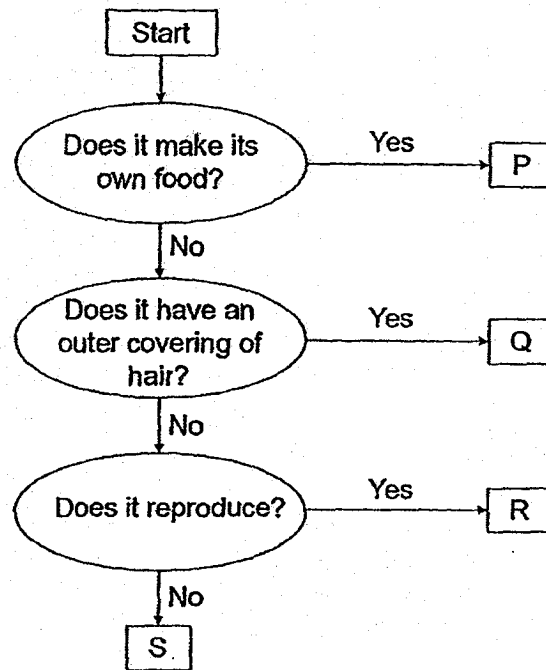 Start
Does it make its
own food?
Yes
P
No
Does it have an
outer covering of
hair?
Yes
Q
No
Does it reproduce?
Yes
R
No
S